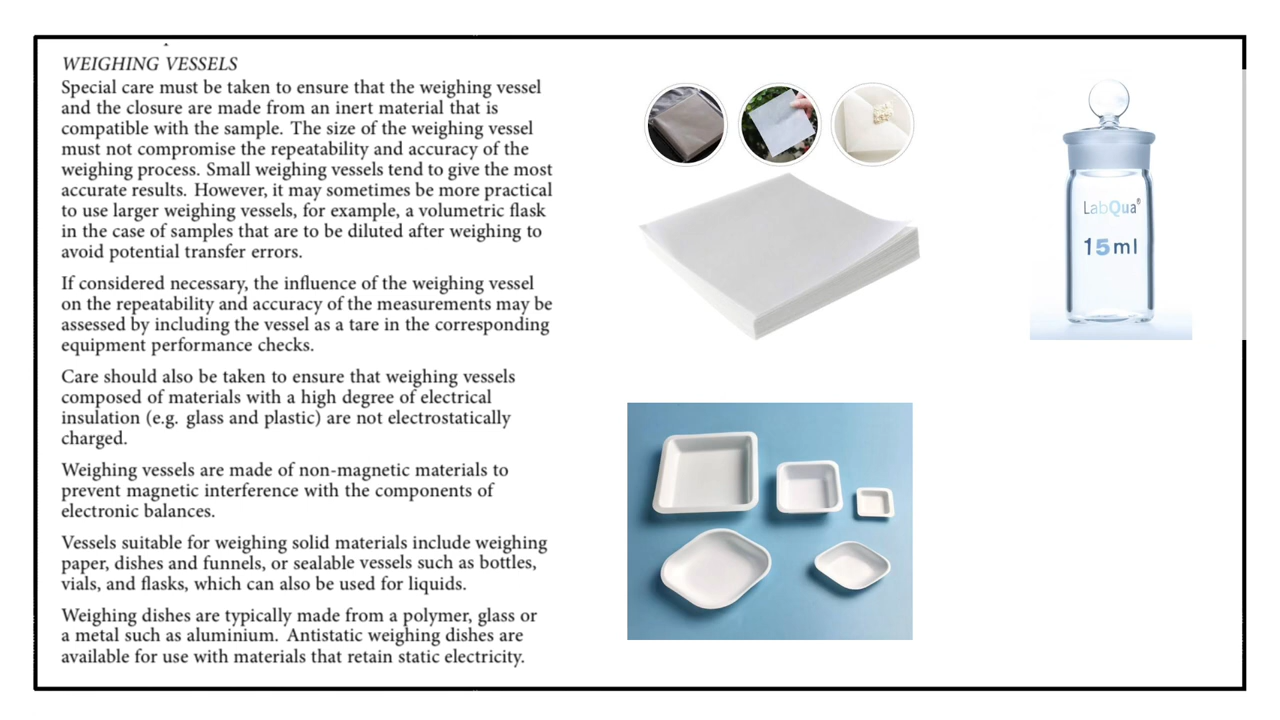 WEIGHING VESSELS
Special care must be taken to ensure that the weighing vessel
and the closure are made from an inert material that is
compatible with the sample. The size of the weighing vessel
must not compromise the repeatability and accuracy of the
weighing process. Small weighing vessels tend to give the most
accurate results. However, it may sometimes be more practical
to use larger weighing vessels, for example, a volumetric flask
in the case of samples that are to be diluted after weighing to
avoid potential transfer errors.
If considered necessary, the influence of the weighing vessel
on the repeatability and accuracy of the measurements may be
assessed by including the vessel as a tare in the corresponding
equipment performance checks.
Care should also be taken to ensure that weighing vessels
composed of materials with a high degree of electrical
insulation (e.g. glass and plastic) are not electrostatically
charged.
Weighing vessels are made of non-magnetic materials to
prevent magnetic interference with the components of
electronic balances.
Vessels suitable for weighing solid materials include weighing
paper, dishes and funnels, or sealable vessels such as bottles,
vials, and flasks, which can also be used for liquids.
Weighing dishes are typically made from a polymer, glass or
a metal such as aluminium. Antistatic weighing dishes are
available for use with materials that retain static electricity.
LabQua®
15ml